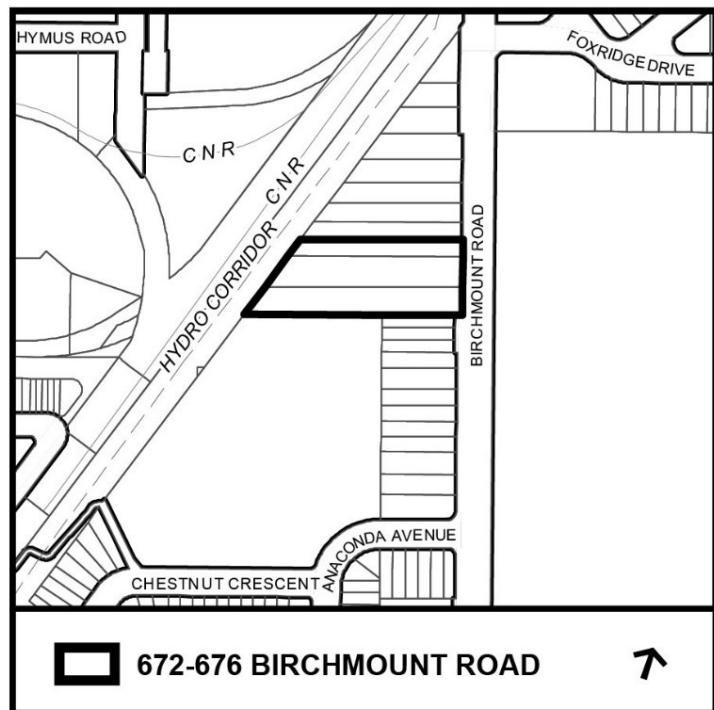 HYMUS ROAD
FOXRIDGE DRIVE
C N R
C N R
HYDRO CORRIDOR
BIRCHMOUNT ROAD
ANACONDA AVENUE
CHESTNUT CRESCENT
672-676 BIRCHMOUNT ROAD